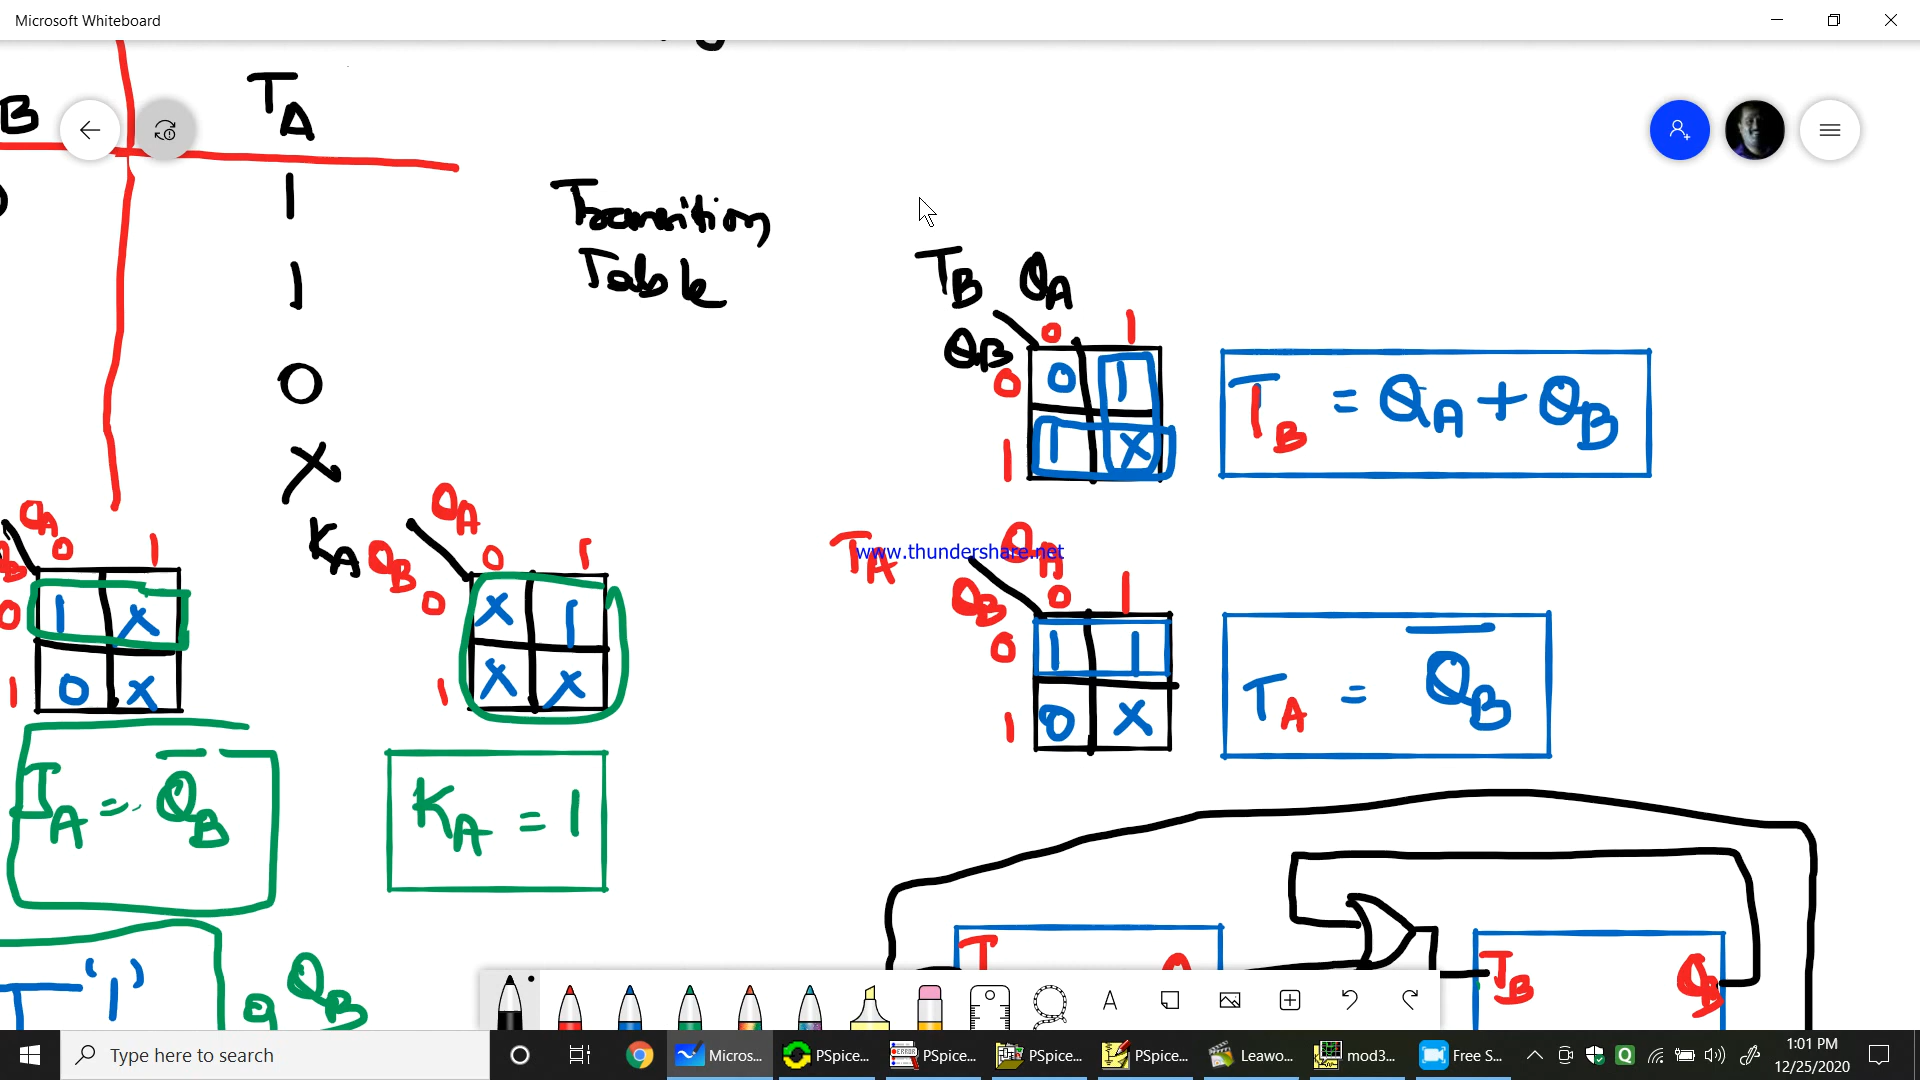 Microsoft Whiteboard
B
TA
1
1
0
X
Transition
Table
TB QA
QB 0 1
0 0 1
1 1 X
TB = QA + QB
QA
0 1
0 1 X
1 0 X
JA = QB
KA QB QA
0 1
0 X 1
1 X X
KA = 1
www.thundershare.net
TA QA
QB 0 1
0 1 1
1 0 X
TA = Q̅B
'1'
QB
T
TB QB
A
Type here to search
Micros...
PSpice...
PSpice...
PSpice...
PSpice...
Leawo...
mod3...
Free S...
1:01 PM
12/25/2020